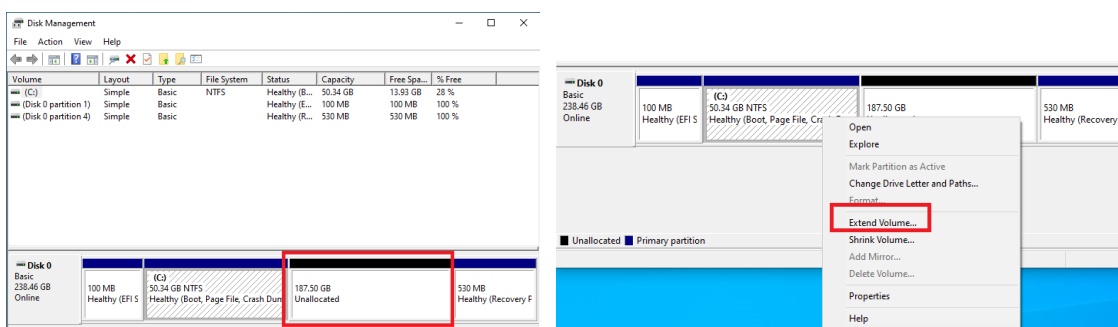 Disk Management
File Action View Help
Volume Layout Type File System Status Capacity Free Spa... % Free
(C:) Simple Basic NTFS Healthy (B... 50.34 GB 13.93 GB 28 %
(Disk 0 partition 1) Simple Basic Healthy (E... 100 MB 100 MB 100 %
(Disk 0 partition 4) Simple Basic Healthy (R... 530 MB 530 MB 100 %
Disk 0
Basic
238.46 GB
Online
100 MB
Healthy (EFI S
(C:)
50.34 GB NTFS
Healthy (Boot, Page File, Crash Dun
187.50 GB
Unallocated
530 MB
Healthy (Recovery P
Disk 0
Basic
238.46 GB
Online
100 MB
Healthy (EFI S
(C:)
50.34 GB NTFS
Healthy (Boot, Page File, Cra
187.50 GB
530 MB
Healthy (Recovery
Open
Explore
Mark Partition as Active
Change Drive Letter and Paths...
Format...
Extend Volume...
Shrink Volume...
Add Mirror...
Delete Volume...
Properties
Help
Unallocated Primary partition